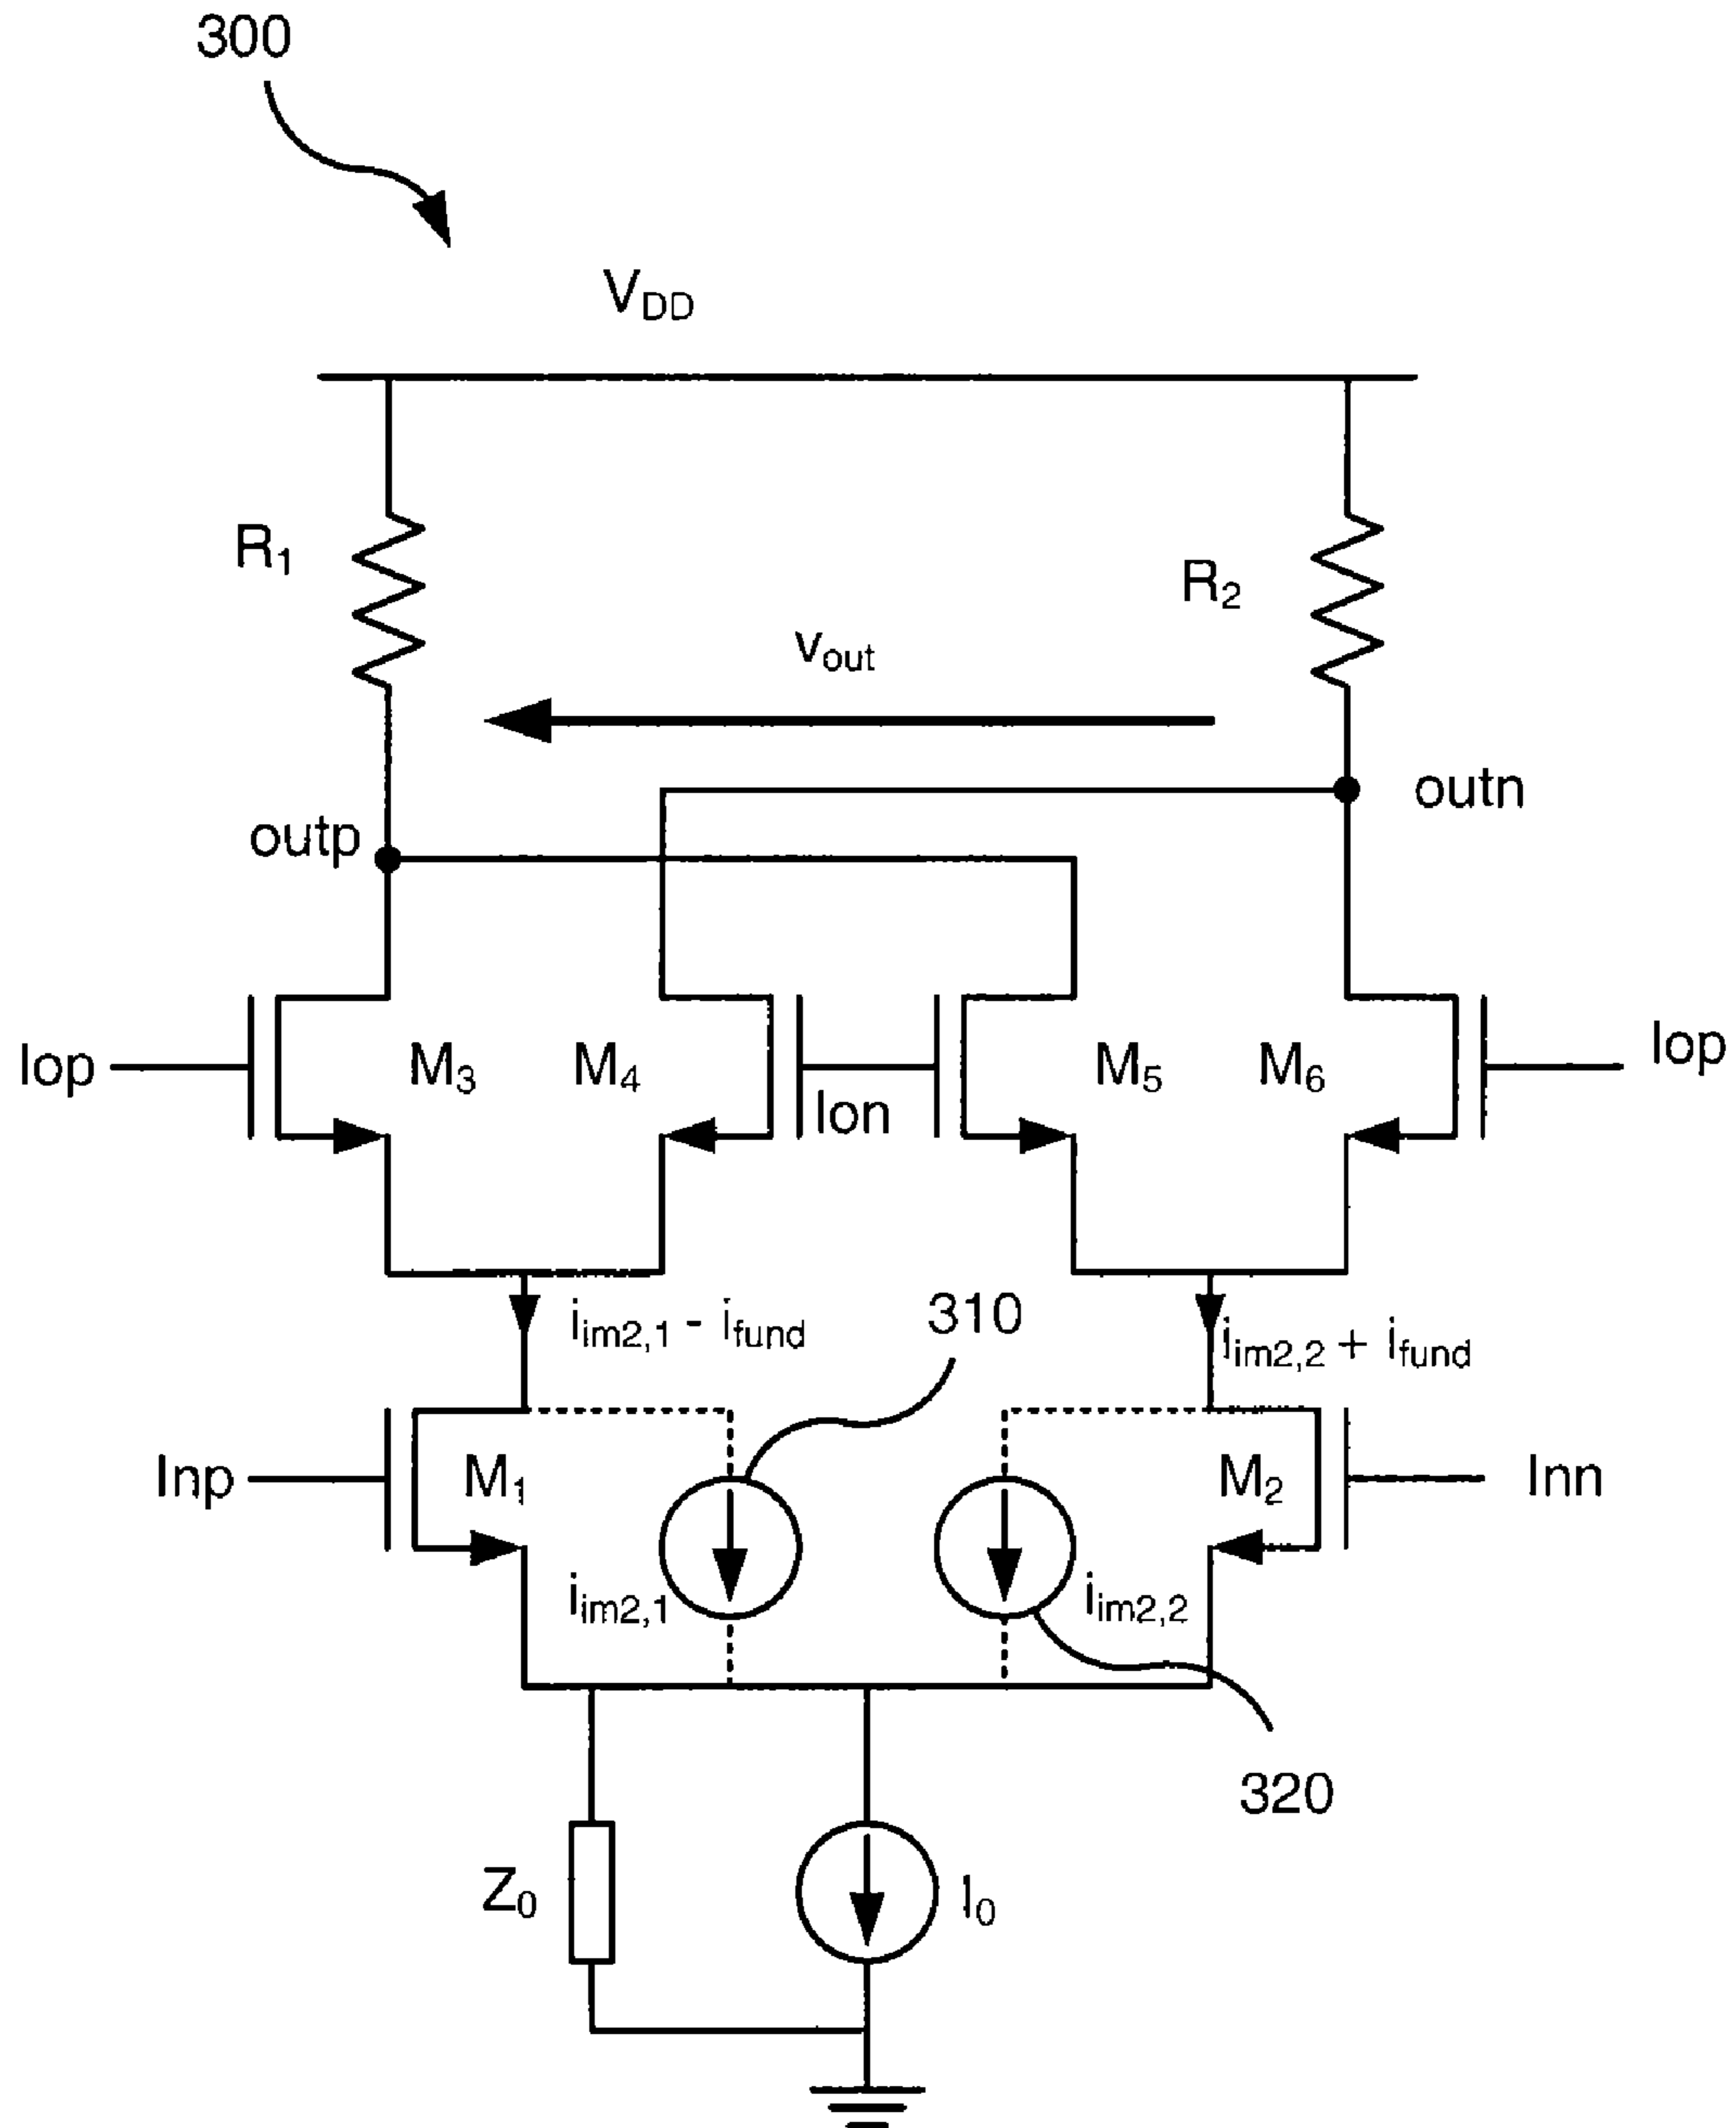 300
VDD
R1
R2
vout
outn
outp
lop
M3
M4
lon
M5
M6
lop
iim2,1 - ifund
310
iim2,2 + ifund
Inp
M1
M2
Inn
iim2,1
iim2,2
320
Z0
I0